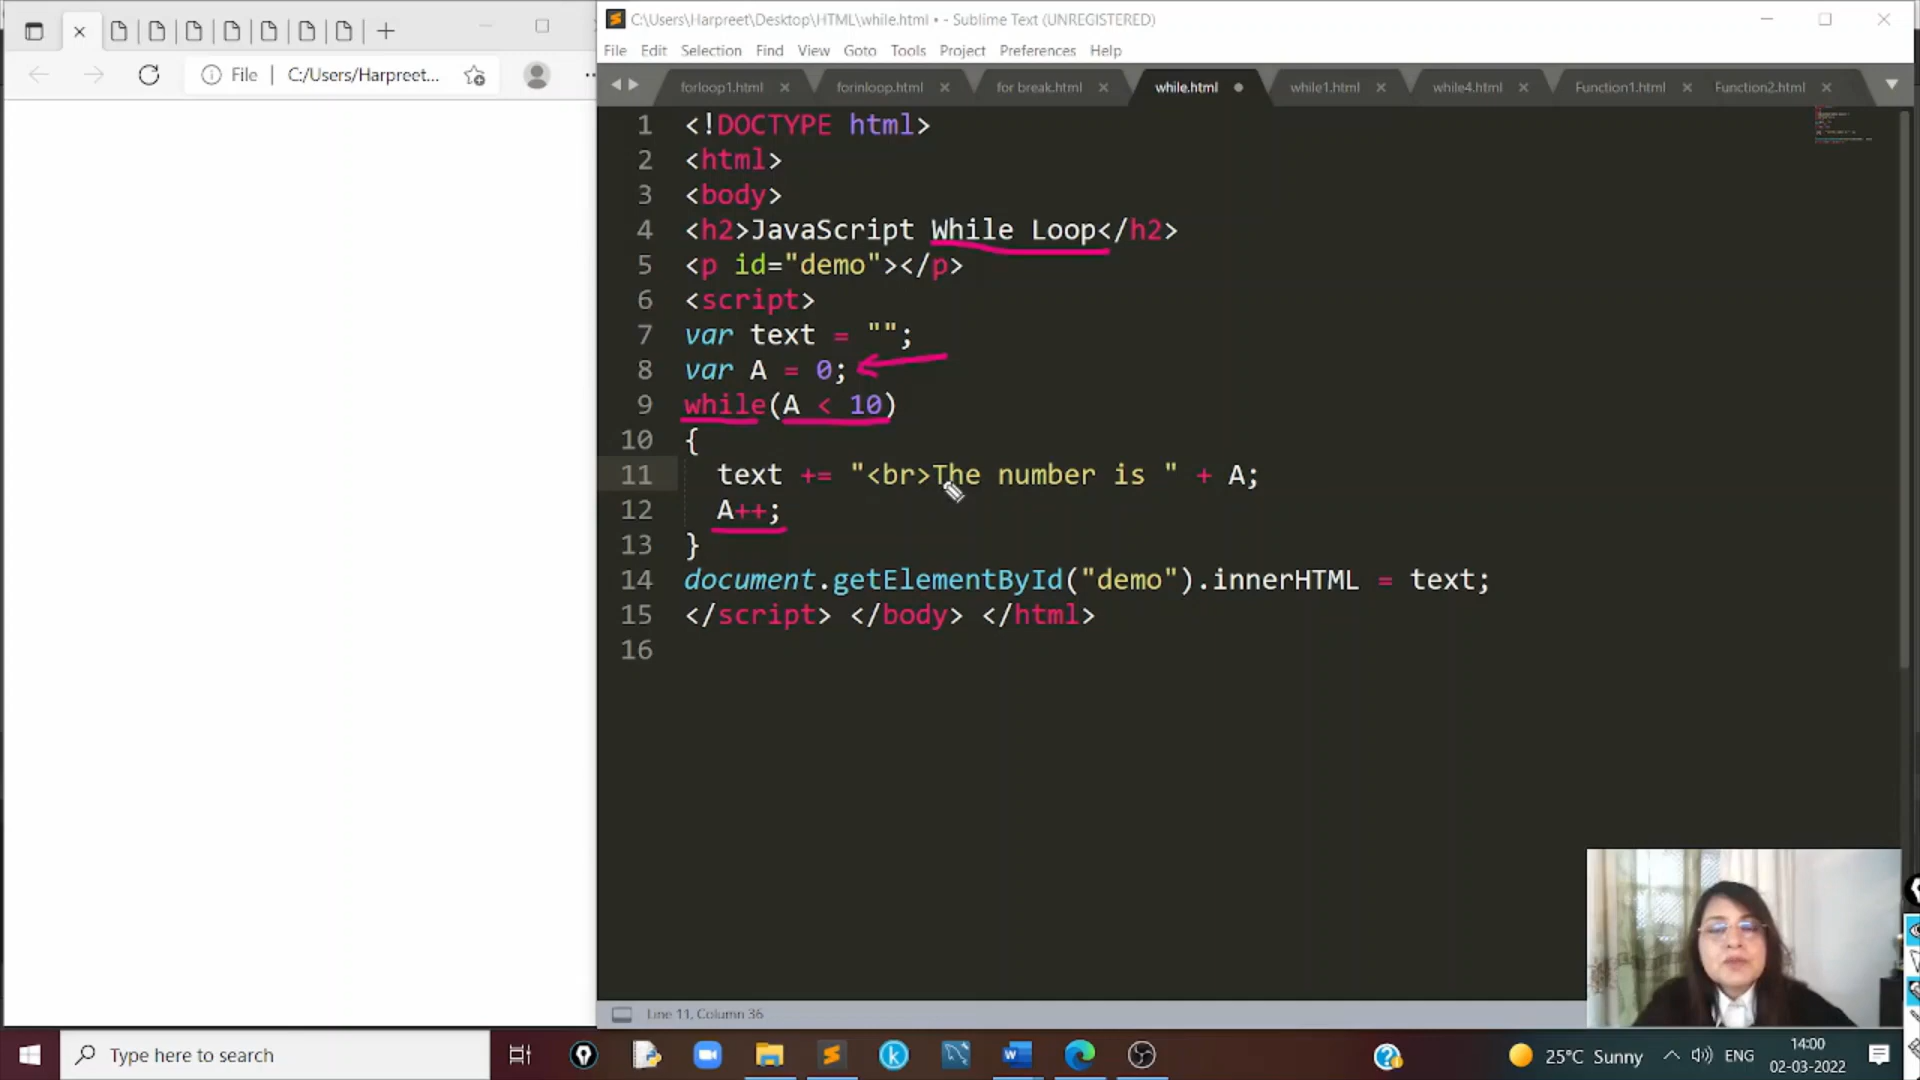 File
C:/Users/Harpreet...
C:\Users\Harpreet\Desktop\HTML\while.html • - Sublime Text (UNREGISTERED)
File Edit Selection Find View Goto Tools Project Preferences Help
forloop1.html forinloop.html for break.html while.html while1.html while4.html Function1.html Function2.html
1 <!DOCTYPE html>
2 <html>
3 <body>
4 <h2>JavaScript While Loop</h2>
5 <p id="demo"></p>
6 <script>
7 var text = "";
8 var A = 0;
9 while(A < 10)
10 {
11 text += "<br>The number is " + A;
12 A++;
13 }
14 document.getElementById("demo").innerHTML = text;
15 </script> </body> </html>
16
Line 11, Column 36
Type here to search
25°C Sunny
ENG
14:00
02-03-2022